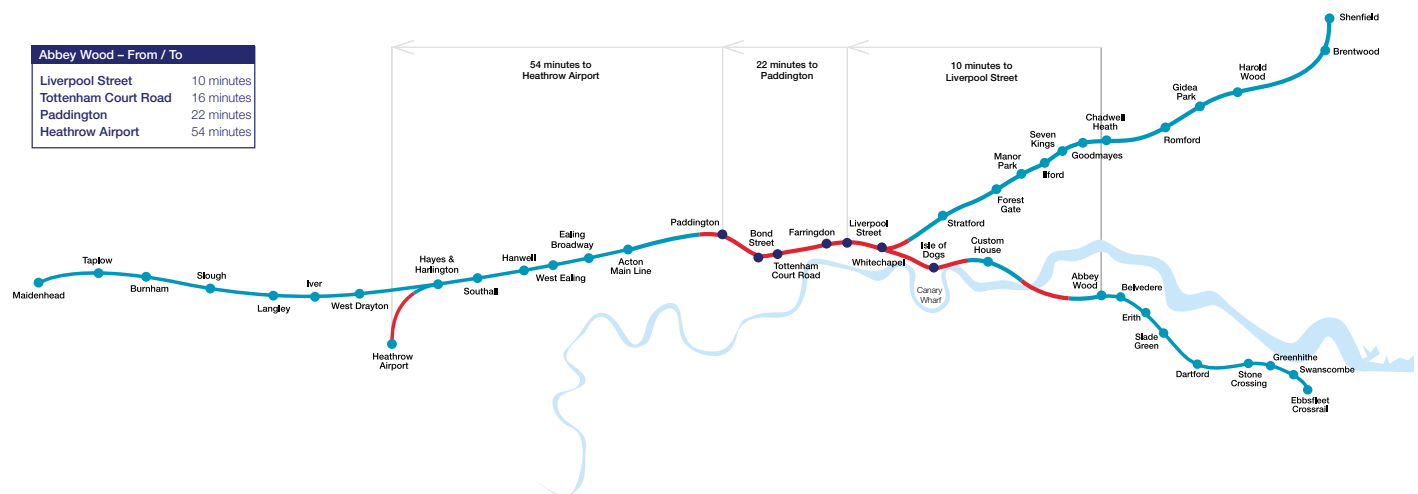 Abbey Wood – From / To
Liverpool Street 10 minutes
Tottenham Court Road 16 minutes
Paddington 22 minutes
Heathrow Airport 54 minutes
54 minutes to
Heathrow Airport
22 minutes to
Paddington
10 minutes to
Liverpool Street
Maidenhead
Taplow
Burnham
Slough
Langley
Iver
West Drayton
Heathrow
Airport
Hayes &
Harlington
Southall
Hanwell
West Ealing
Ealing
Broadway
Acton
Main Line
Paddington
Bond
Street
Tottenham
Court Road
Farringdon
Liverpool
Street
Whitechapel
Stratford
Forest
Gate
Manor
Park
Ilford
Seven
Kings
Goodmayes
Chadwell
Heath
Romford
Gidea
Park
Harold
Wood
Brentwood
Shenfield
Isle of
Dogs
Canary
Wharf
Custom
House
Abbey
Wood
Belvedere
Erith
Slade
Green
Dartford
Stone
Crossing
Greenhithe
Swanscombe
Ebbsfleet
Crossrail